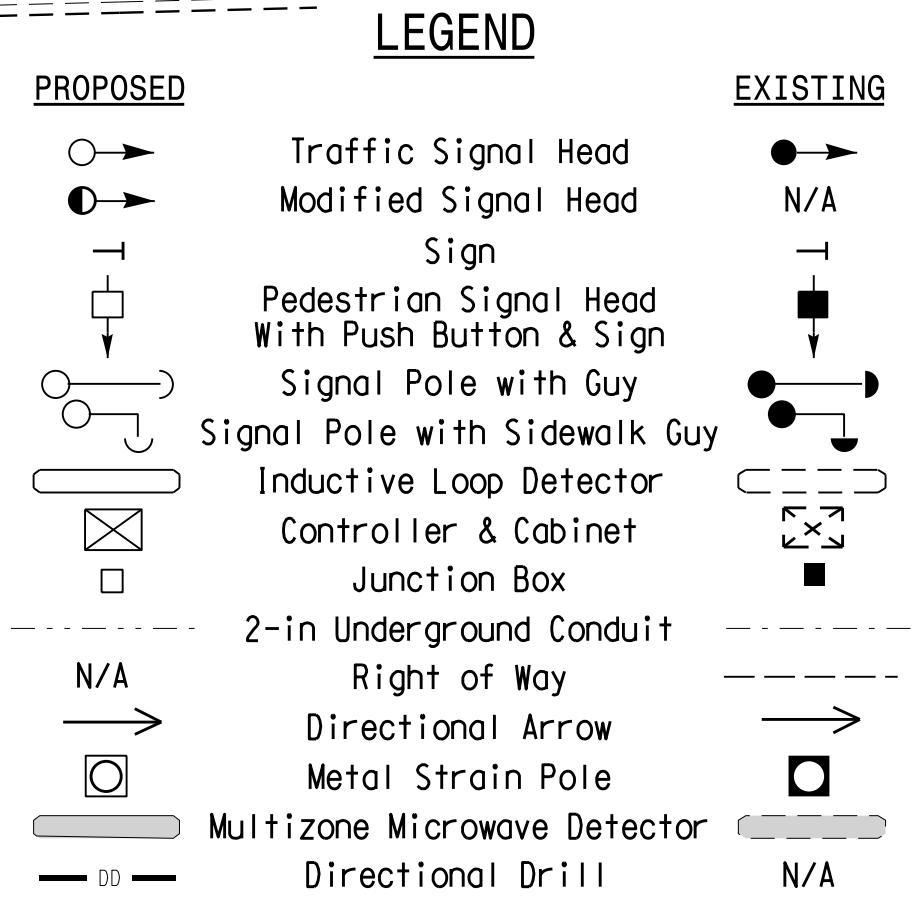 LEGEND
PROPOSED EXISTING
Traffic Signal Head
Modified Signal Head N/A
Sign
Pedestrian Signal Head
With Push Button & Sign
Signal Pole with Guy
Signal Pole with Sidewalk Guy
Inductive Loop Detector
Controller & Cabinet
Junction Box
2-in Underground Conduit
N/A Right of Way
Directional Arrow
Metal Strain Pole
Multizone Microwave Detector
DD Directional Drill N/A